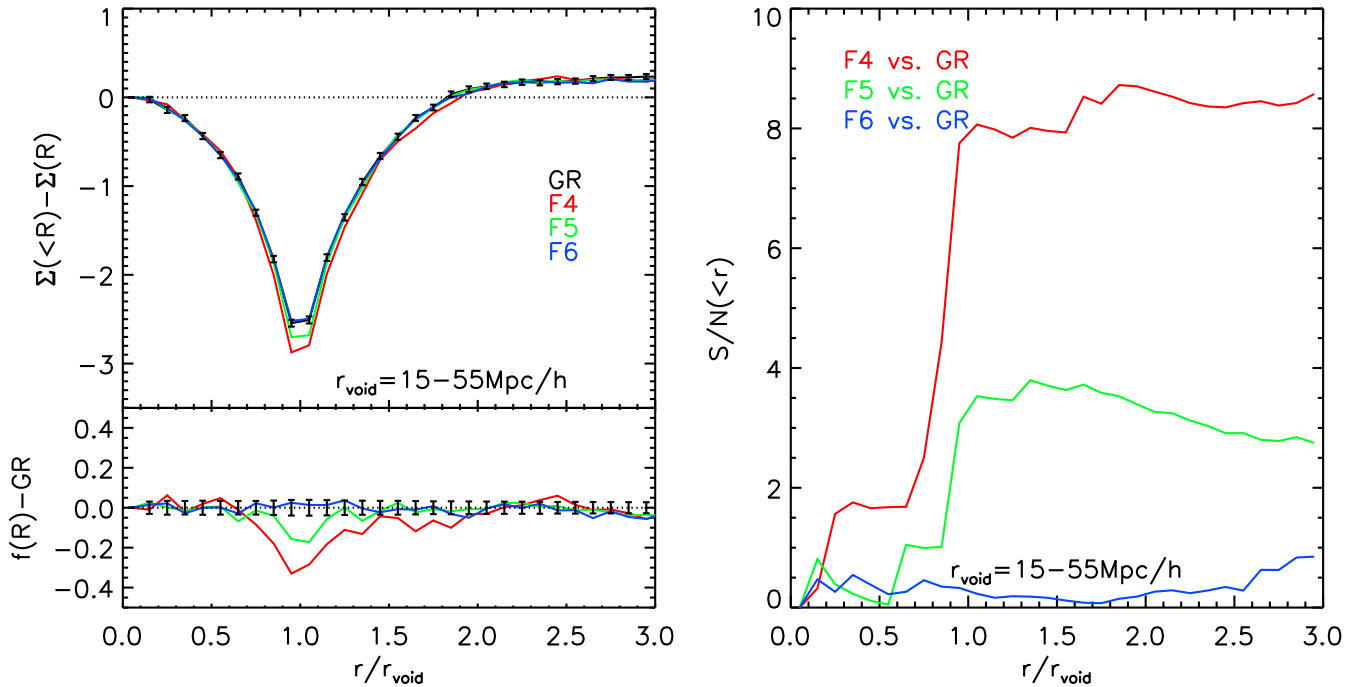 1
0
−1
−2
−3
Σ(<R)−Σ(R)
GR
F4
F5
F6
r_void=15−55Mpc/h
0.4
0.2
0.0
−0.2
−0.4
f(R)−GR
0.0 0.5 1.0 1.5 2.0 2.5 3.0
r/r_void
10
8
6
4
2
0
S/N(<r)
F4 vs. GR
F5 vs. GR
F6 vs. GR
r_void=15−55Mpc/h
0.0 0.5 1.0 1.5 2.0 2.5 3.0
r/r_void